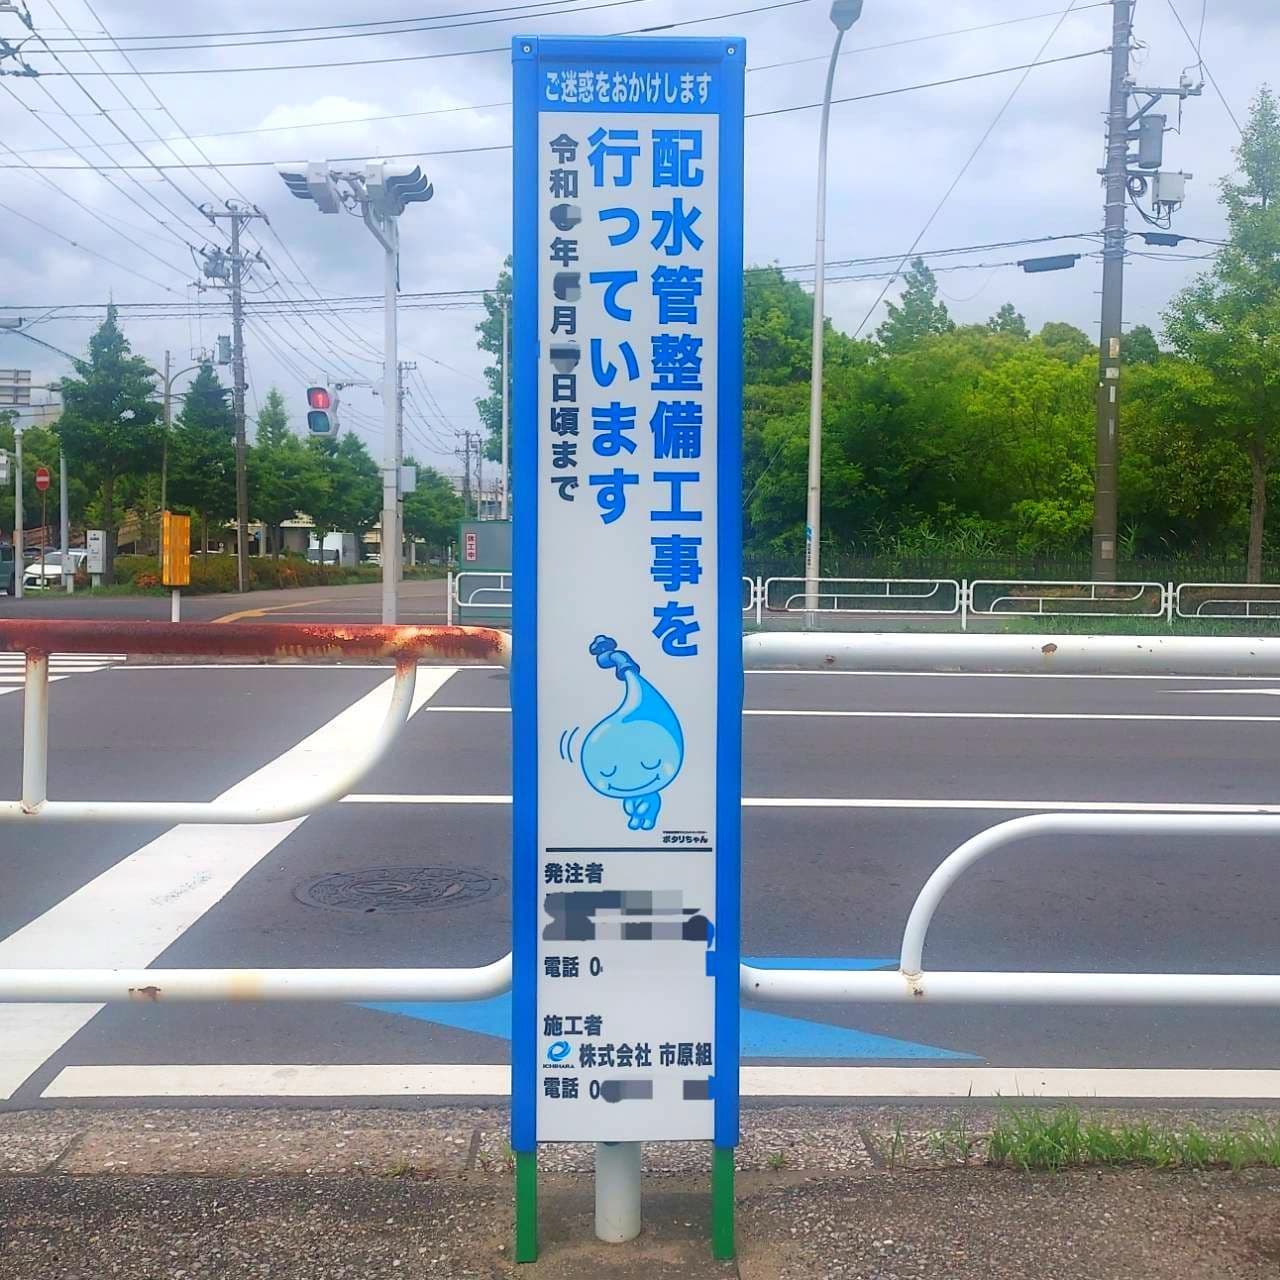 ご迷惑をおかけします
配水管整備工事を
行っています
令和 年 月 日頃まで
ポタリちゃん
発注者
電話 0
施工者
ICHIHARA 株式会社 市原組
電話 0
休工中